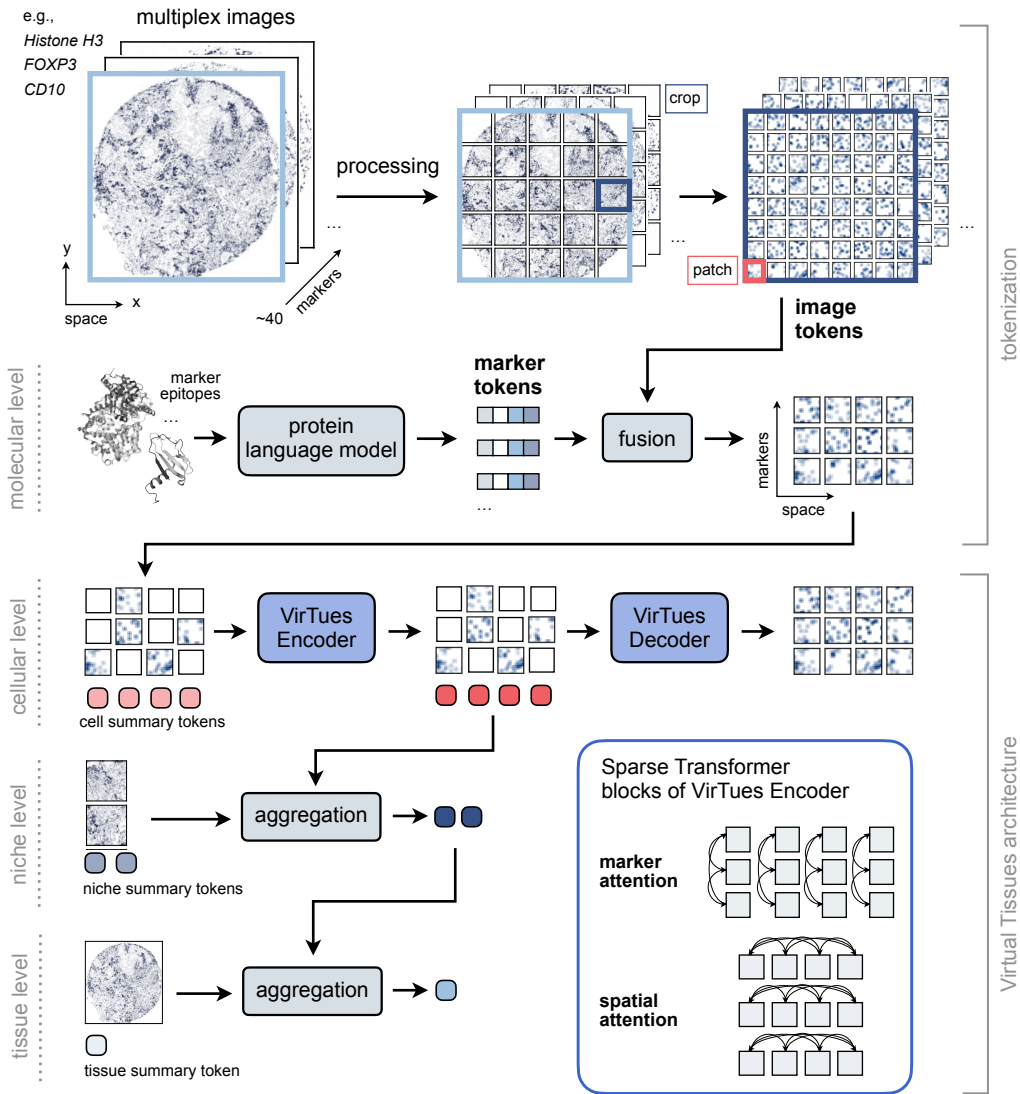 e.g.,
multiplex images
Histone H3
FOXP3
CD10
crop
processing
...
...
...
y
x
space
~40
markers
patch
image
tokens
tokenization
molecular level
marker
epitopes
...
protein
language model
marker
tokens
...
fusion
markers
space
cellular level
VirTues
Encoder
VirTues
Decoder
cell summary tokens
niche level
aggregation
niche summary tokens
tissue level
aggregation
tissue summary token
Sparse Transformer
blocks of VirTues Encoder
marker
attention
spatial
attention
Virtual Tissues architecture